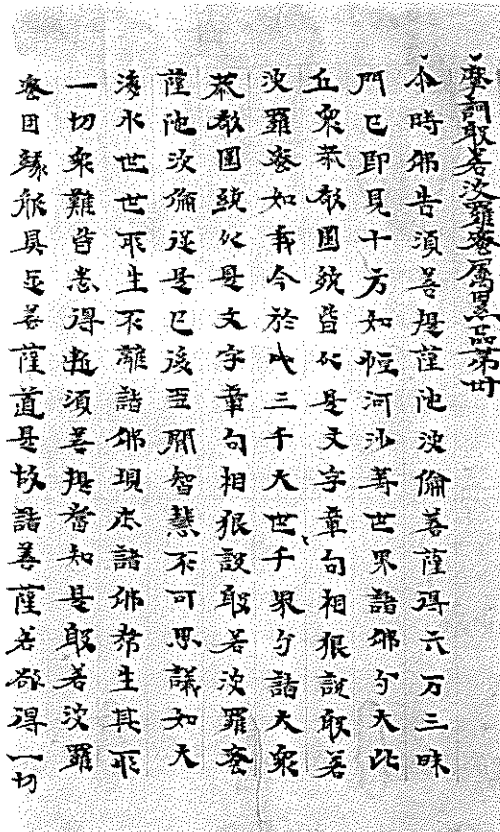 摩訶般若波羅蜜囑累品第卌
尒時佛告須菩提薩陁波倫菩薩得六万三昧
門已即見十方如恒河沙等世界諸佛与大比
丘衆恭敬圍繞皆以是文字章句相狠說般若
波羅蜜如我今於此三千大世千界与諸大衆
恭敬圍繞以是文字章句相狠說般若波羅蜜
薩陁波倫從是已後互聞智慧不可思議如大
海水世世所生不離諸佛現在諸佛常生其所
一切衆難皆悉得斷須菩提當知是般若波羅
蜜因緣能具足菩薩道是故諸菩薩若欲得一切